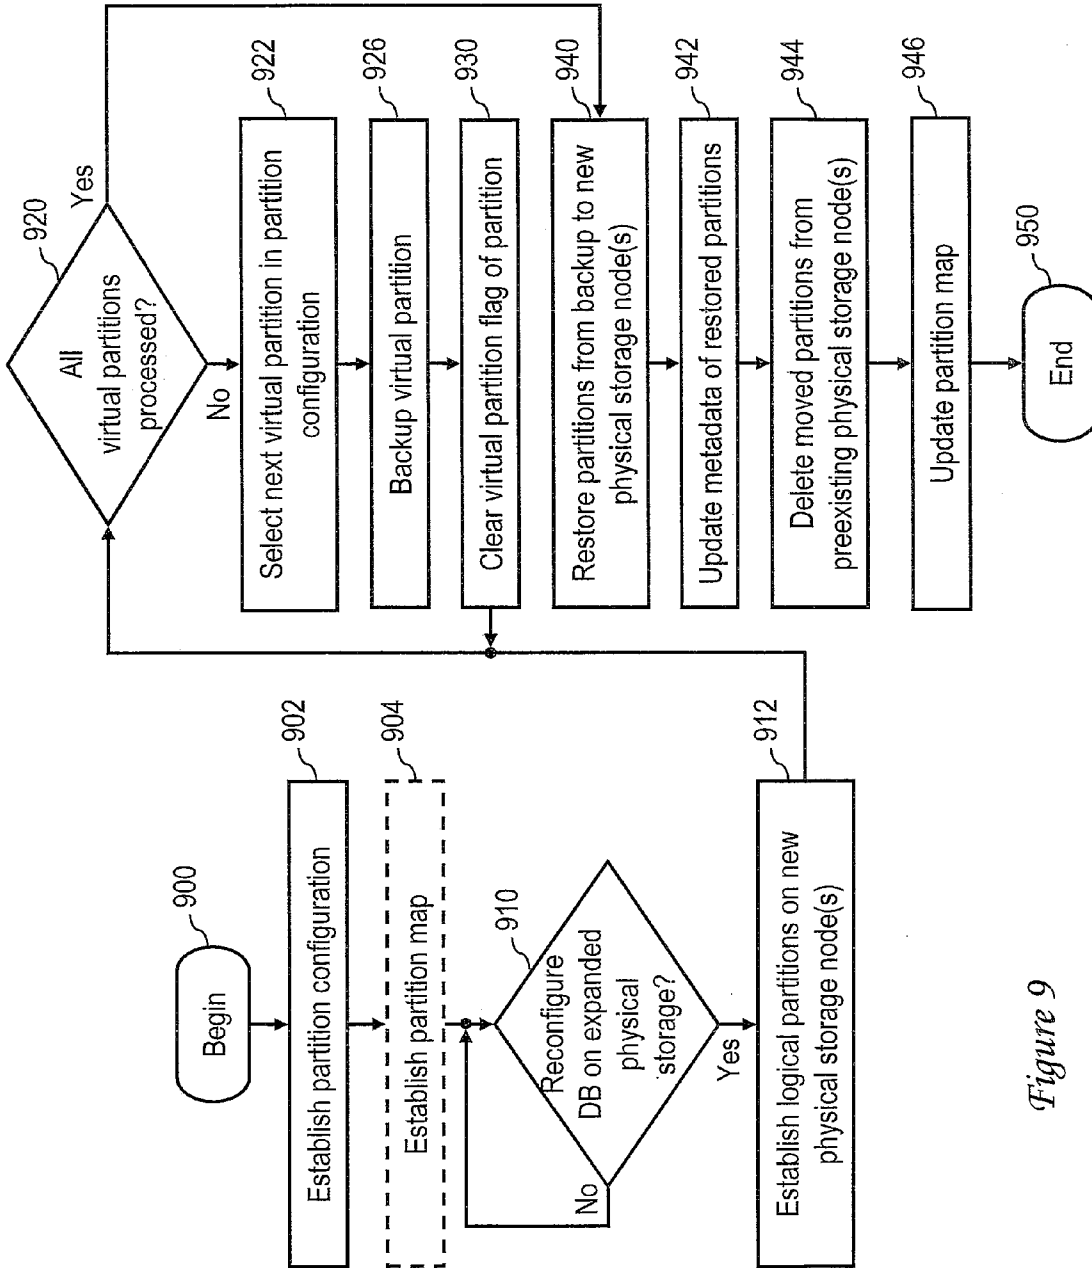 900
Begin
902
Establish partition configuration
904
Establish partition map
910
Reconfigure
DB on expanded
physical
storage?
No
Yes
912
Establish logical partitions on new
physical storage node(s)
920
All
virtual partitions
processed?
Yes
No
922
Select next virtual partition in partition
configuration
926
Backup virtual partition
930
Clear virtual partition flag of partition
940
Restore partitions from backup to new
physical storage node(s)
942
Update metadata of restored partitions
944
Delete moved partitions from
preexisting physical storage node(s)
946
Update partition map
950
End
Figure 9